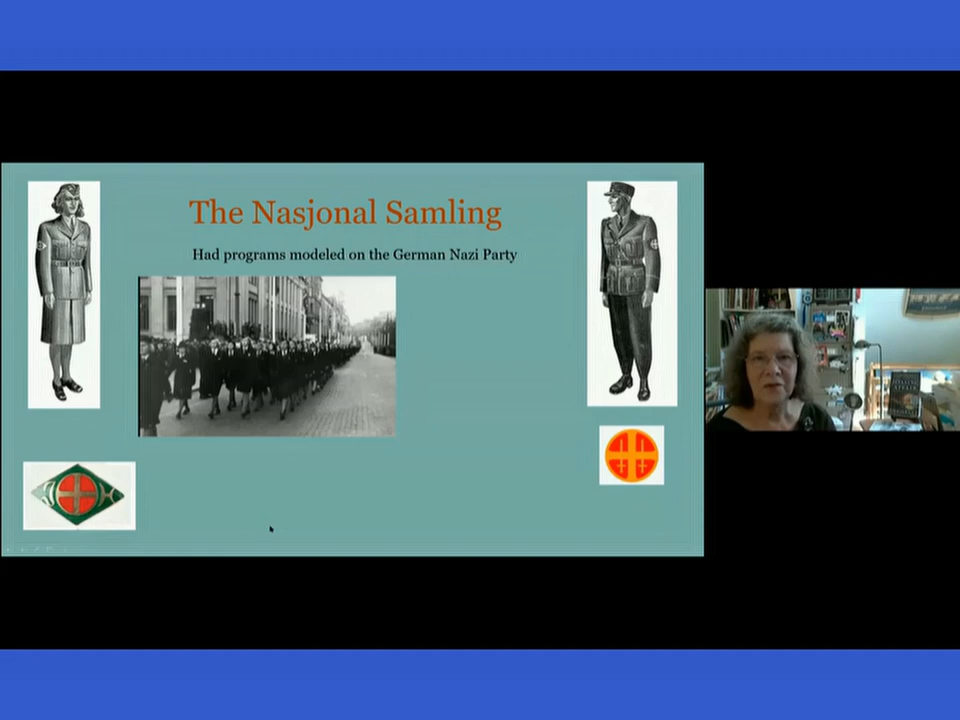 The Nasjonal Samling
Had programs modeled on the German Nazi Party